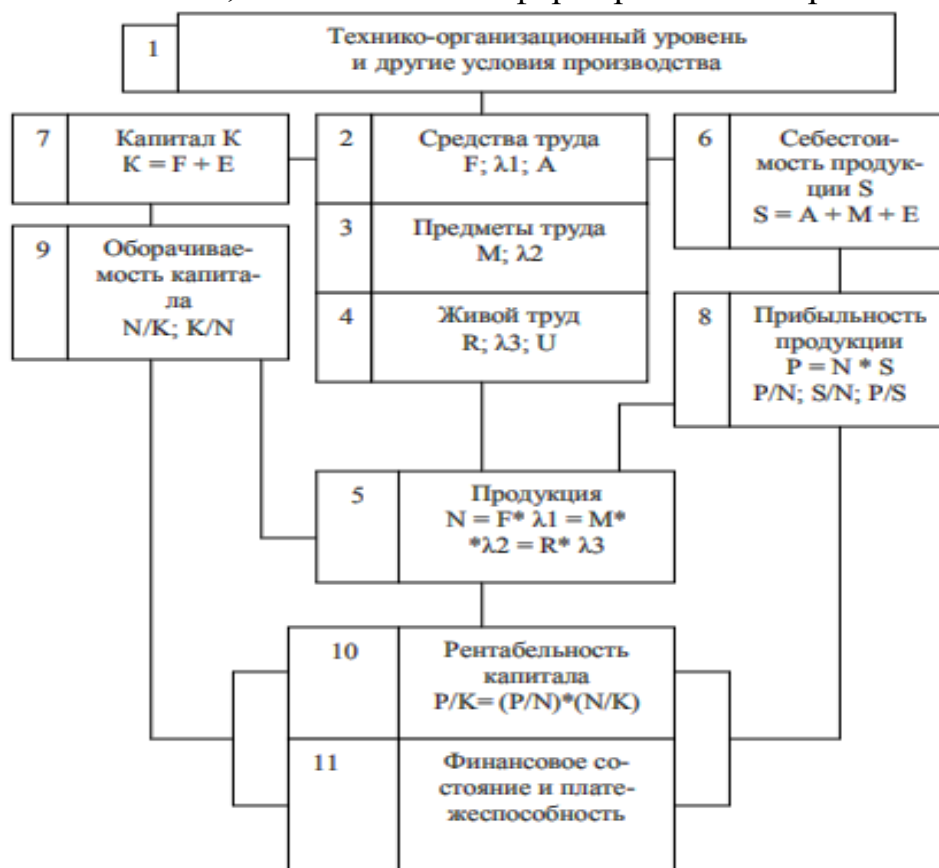 1
Технико-организационный уровень
и другие условия производства
7
Капитал К
К = F + E
2
Средства труда
F; λ1; А
6
Себестои-
мость продук-
ции S
S = A + M + E
3
Предметы труда
М; λ2
9
Оборачивае-
мость капита-
ла
N/K; K/N
4
Живой труд
R; λ3; U
8
Прибыльность
продукции
P = N * S
P/N; S/N; P/S
5
Продукция
N = F* λ1 = M*
*λ2 = R* λ3
10
Рентабельность
капитала
P/K= (P/N)*(N/K)
11
Финансовое со-
стояние и плате-
жеспособность